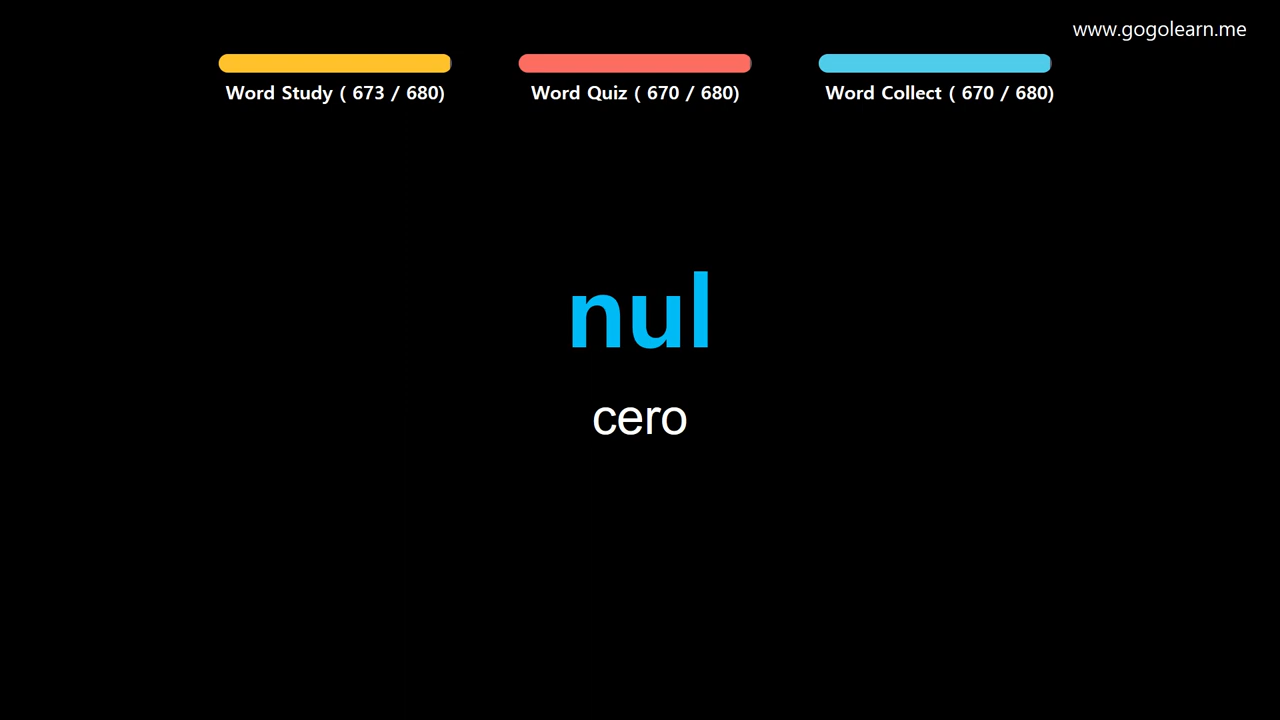 www.gogolearn.me
Word Study ( 673 / 680)
Word Quiz ( 670 / 680)
Word Collect ( 670 / 680)
nul
cero